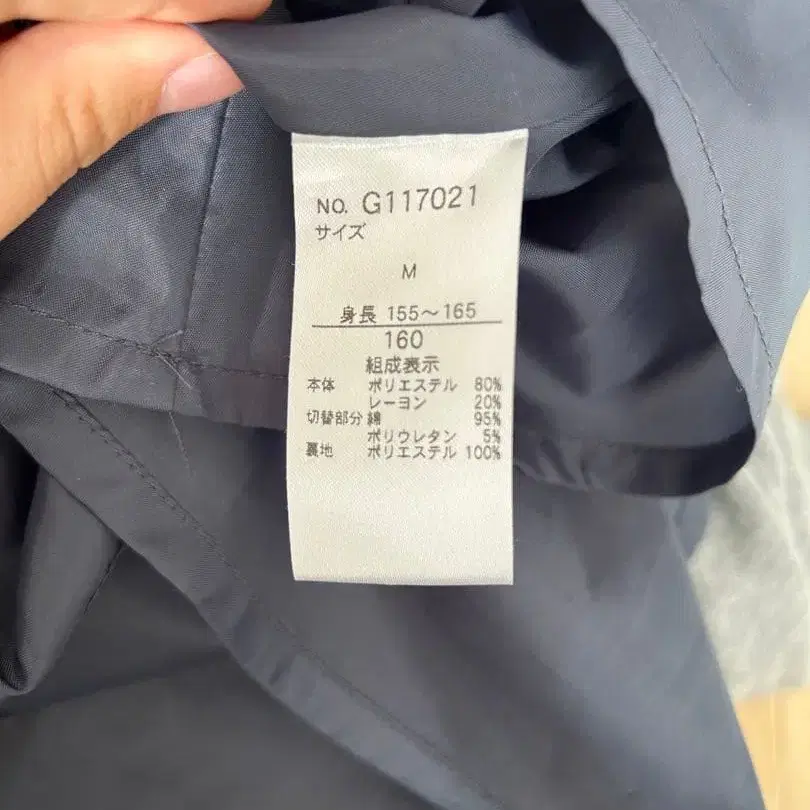 NO. G117021
サイズ
M
身長 155～165
160
組成表示
本体 ポリエステル 80%
レーヨン 20%
切替部分 綿 95%
ポリウレタン 5%
裏地 ポリエステル 100%